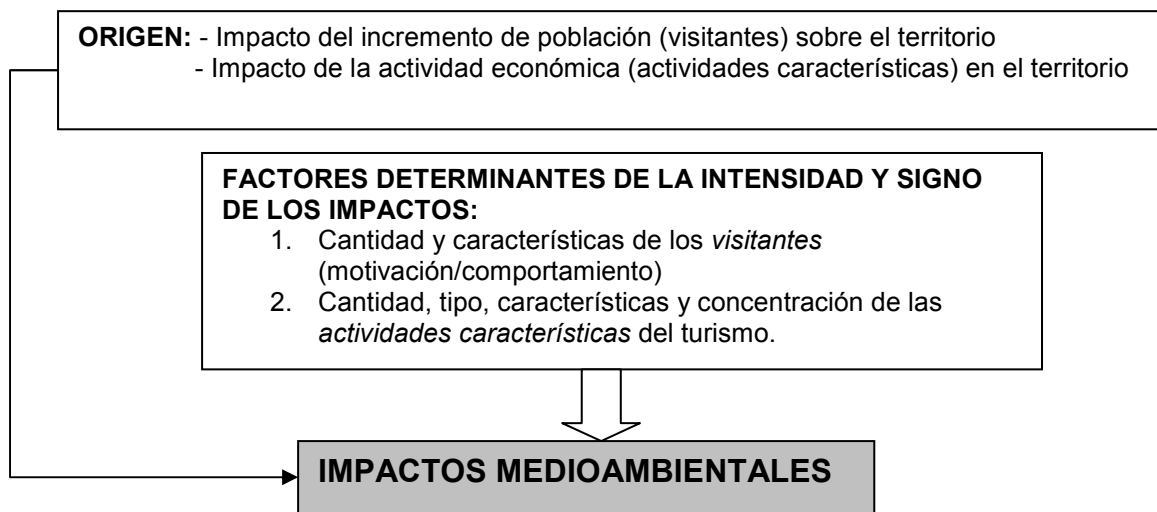 ORIGEN: - Impacto del incremento de población (visitantes) sobre el territorio
- Impacto de la actividad económica (actividades características) en el territorio
FACTORES DETERMINANTES DE LA INTENSIDAD Y SIGNO
DE LOS IMPACTOS:
1. Cantidad y características de los visitantes
(motivación/comportamiento)
2. Cantidad, tipo, características y concentración de las
actividades características del turismo.
IMPACTOS MEDIOAMBIENTALES